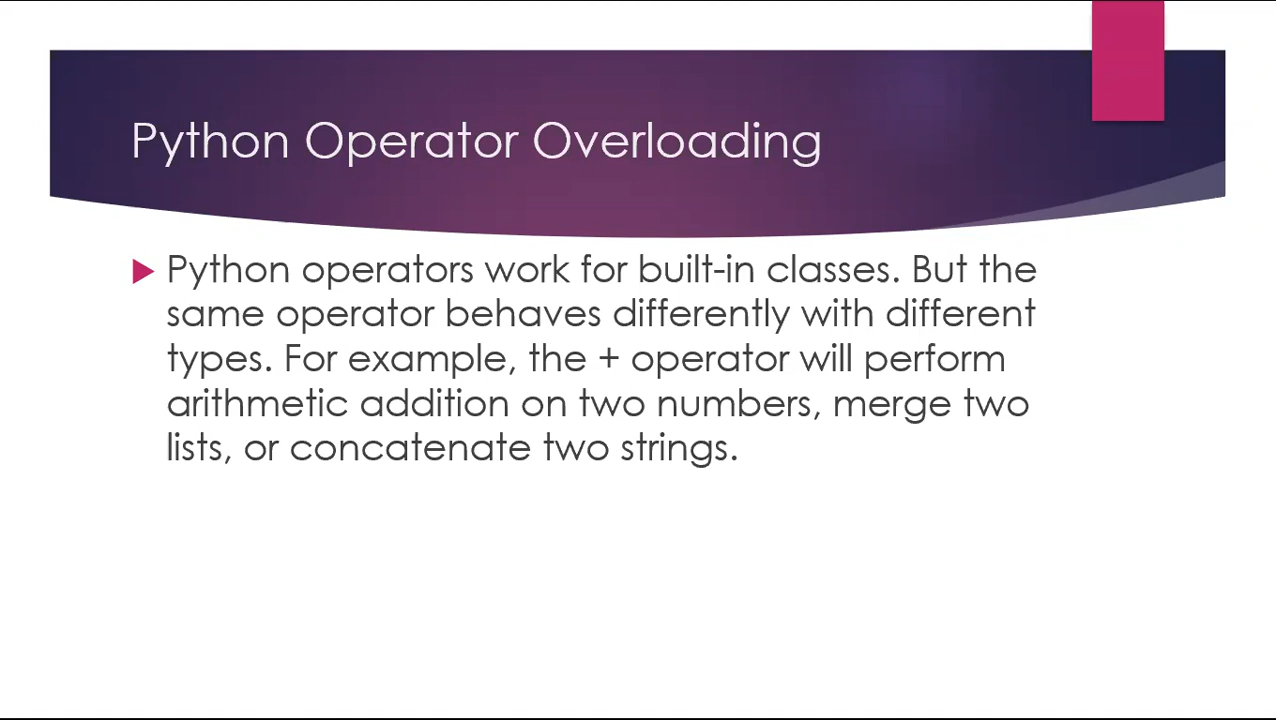 Python Operator Overloading
Python operators work for built-in classes. But the
same operator behaves differently with different
types. For example, the + operator will perform
arithmetic addition on two numbers, merge two
lists, or concatenate two strings.